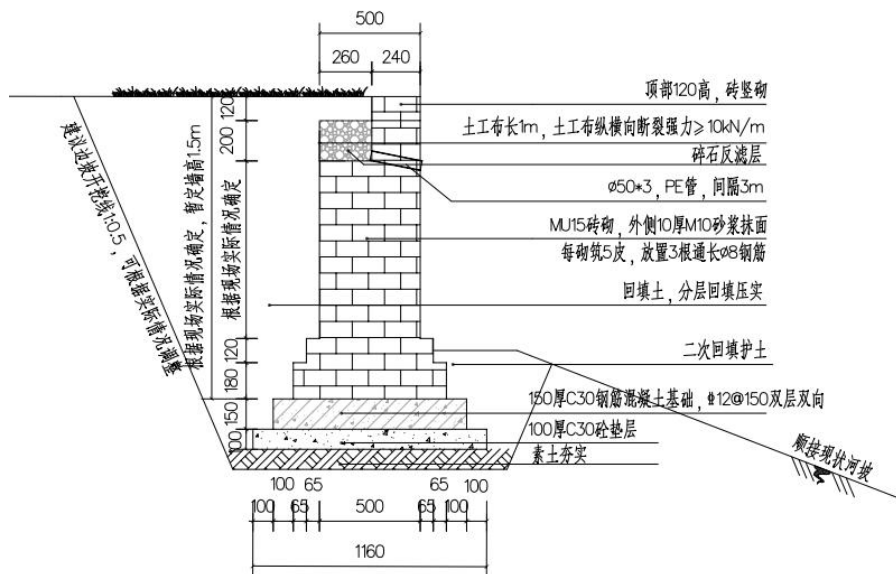 500
260
240
顶部120高，砖竖砌
120
土工布长1m，土工布纵横向断裂强力≥10kN/m
200
碎石反滤层
ø50*3，PE管，间隔3m
建议边坡开挖线1:0.5，可根据实际情况调整
根据现场实际情况确定，暂定墙高1.5m
根据现场实际情况确定
MU15砖砌，外侧10厚M10砂浆抹面
每砌筑5皮，放置3根通长ø8钢筋
回填土，分层回填压实
120
二次回填护土
180
150厚C30钢筋混凝土基础，⌀12@150双层双向
150
100厚C30砼垫层
100
素土夯实
顺接现状河坡
100
65
65
100
100
65
500
65
100
100
1160